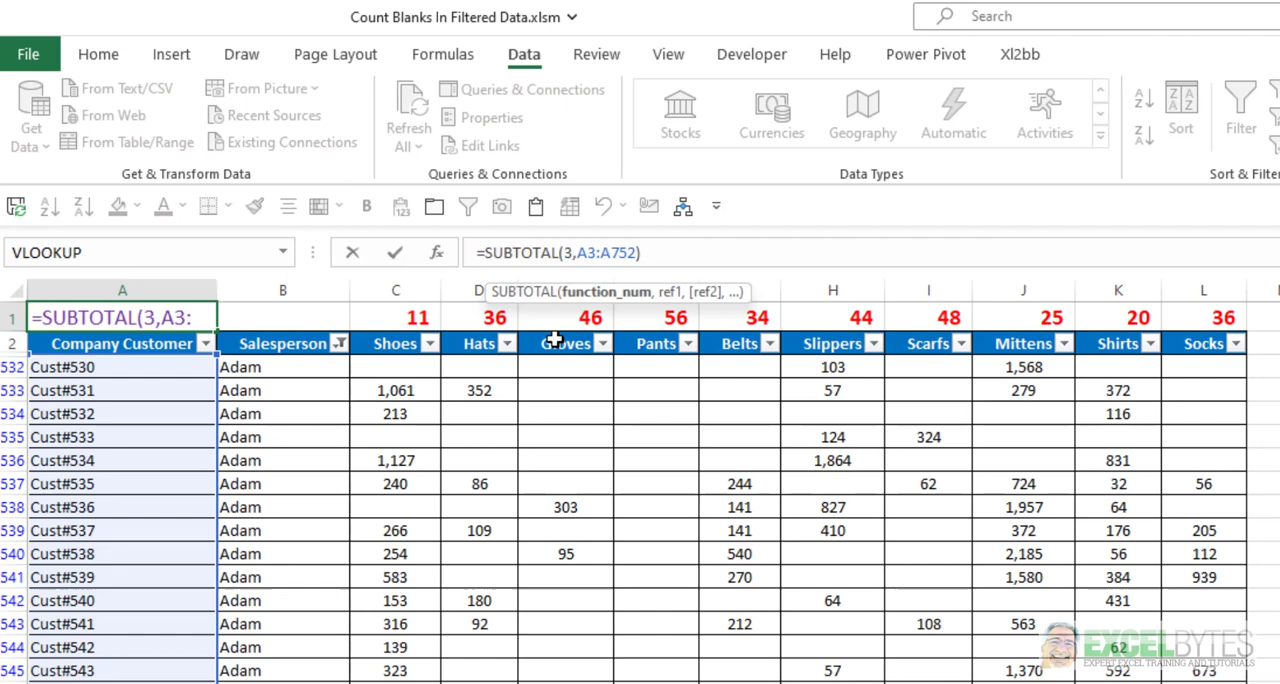 Count Blanks In Filtered Data.xlsm
Search
File Home Insert Draw Page Layout Formulas Data Review View Developer Help Power Pivot Xl2bb
Get Data
From Text/CSV
From Web
From Table/Range
From Picture
Recent Sources
Existing Connections
Get & Transform Data
Refresh All
Queries & Connections
Properties
Edit Links
Queries & Connections
Stocks Currencies Geography Automatic Activities
Data Types
Sort Filter
Sort & Filter
VLOOKUP fx =SUBTOTAL(3,A3:A752)
SUBTOTAL(function_num, ref1, [ref2], ...)
A B C D H I J K L
1 =SUBTOTAL(3,A3: 11 36 46 56 34 44 48 25 20 36
2 Company Customer Salesperson Shoes Hats Gloves Pants Belts Slippers Scarfs Mittens Shirts Socks
532 Cust#530 Adam 103 1,568
533 Cust#531 Adam 1,061 352 57 279 372
534 Cust#532 Adam 213 116
535 Cust#533 Adam 124 324
536 Cust#534 Adam 1,127 1,864 831
537 Cust#535 Adam 240 86 244 62 724 32 56
538 Cust#536 Adam 303 141 827 1,957 64
539 Cust#537 Adam 266 109 141 410 372 176 205
540 Cust#538 Adam 254 95 540 2,185 56 112
541 Cust#539 Adam 583 270 1,580 384 939
542 Cust#540 Adam 153 180 64 431
543 Cust#541 Adam 316 92 212 108 563
544 Cust#542 Adam 139 62
545 Cust#543 Adam 323 57 1,370 592 673
EXCELBYTES
EXPERT EXCEL TRAINING AND TUTORIALS